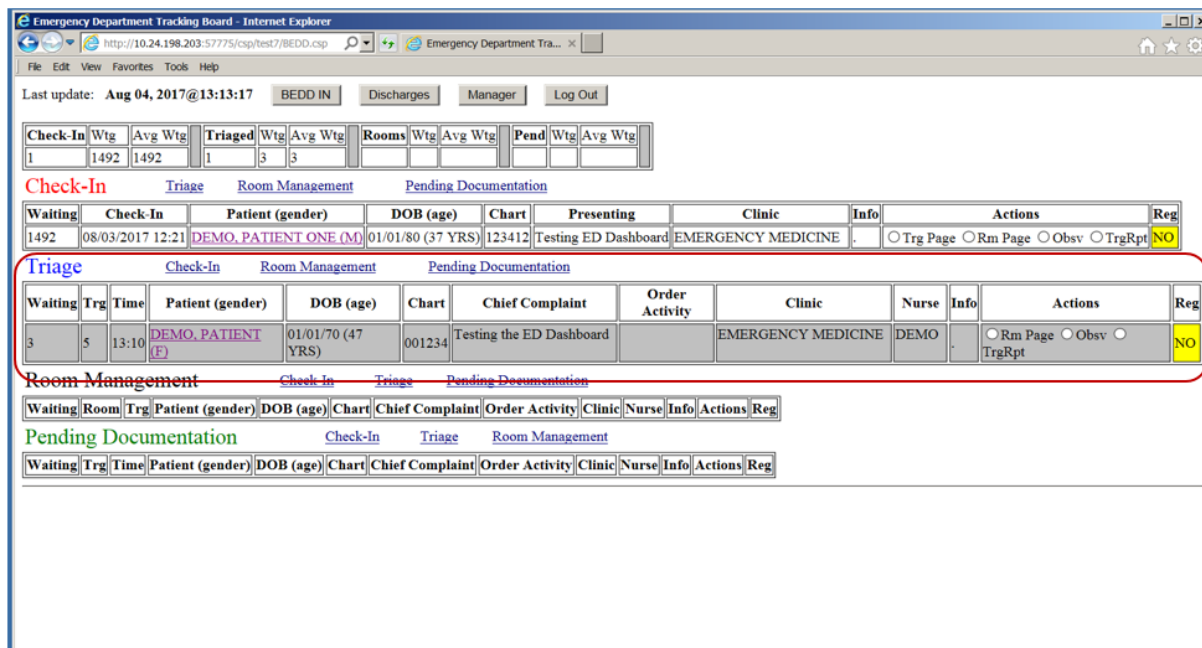 Emergency Department Tracking Board - Internet Explorer
http://10.24.198.203:57775/csp/test7/BEDD.csp Emergency Department Tra... ×
File Edit View Favorites Tools Help
Last update: Aug 04, 2017@13:13:17 BEDD IN Discharges Manager Log Out
Check-In Wtg Avg Wtg Triaged Wtg Avg Wtg Rooms Wtg Avg Wtg Pend Wtg Avg Wtg
1 1492 1492 1 3 3
Check-In Triage Room Management Pending Documentation
Waiting Check-In Patient (gender) DOB (age) Chart Presenting Clinic Info Actions Reg
1492 08/03/2017 12:21 DEMO, PATIENT ONE (M) 01/01/80 (37 YRS) 123412 Testing ED Dashboard EMERGENCY MEDICINE . Trg Page Rm Page Obsv TrgRpt NO
Triage Check-In Room Management Pending Documentation
Waiting Trg Time Patient (gender) DOB (age) Chart Chief Complaint Order Activity Clinic Nurse Info Actions Reg
3 5 13:10 DEMO, PATIENT (F) 01/01/70 (47 YRS) 001234 Testing the ED Dashboard EMERGENCY MEDICINE DEMO . Rm Page Obsv TrgRpt NO
Room Management Check-In Triage Pending Documentation
Waiting Room Trg Patient (gender) DOB (age) Chart Chief Complaint Order Activity Clinic Nurse Info Actions Reg
Pending Documentation Check-In Triage Room Management
Waiting Trg Time Patient (gender) DOB (age) Chart Chief Complaint Order Activity Clinic Nurse Info Actions Reg